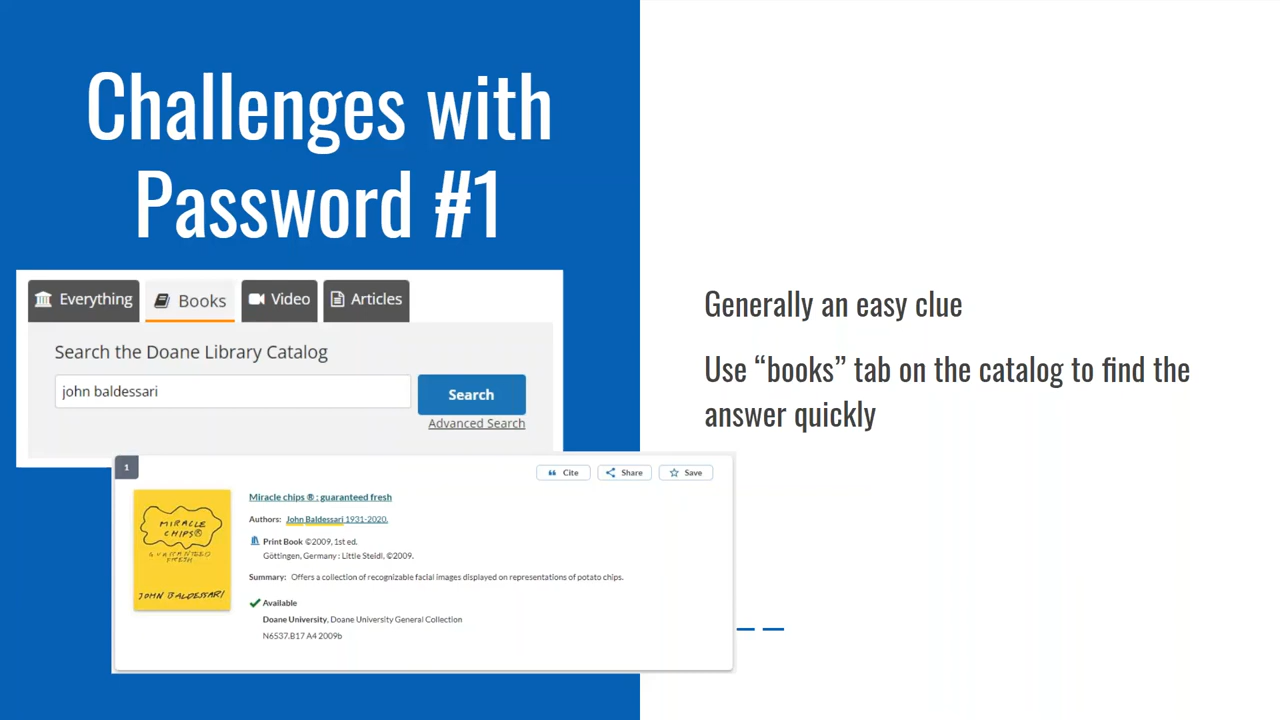 Challenges with
Password #1
Everything
Books
Video
Articles
Search the Doane Library Catalog
john baldessari
Search
Advanced Search
Generally an easy clue
Use “books” tab on the catalog to find the
answer quickly
1
Cite
Share
Save
MIRACLE
CHIPS®
GUARANTEED
FRESH
JOHN BALDESSARI
Miracle chips ® : guaranteed fresh
Authors: John Baldessari 1931-2020.
Print Book ©2009, 1st ed.
Göttingen, Germany : Little Steidl, ©2009.
Summary: Offers a collection of recognizable facial images displayed on representations of potato chips.
Available
Doane University, Doane University General Collection
N6537.B17 A4 2009b